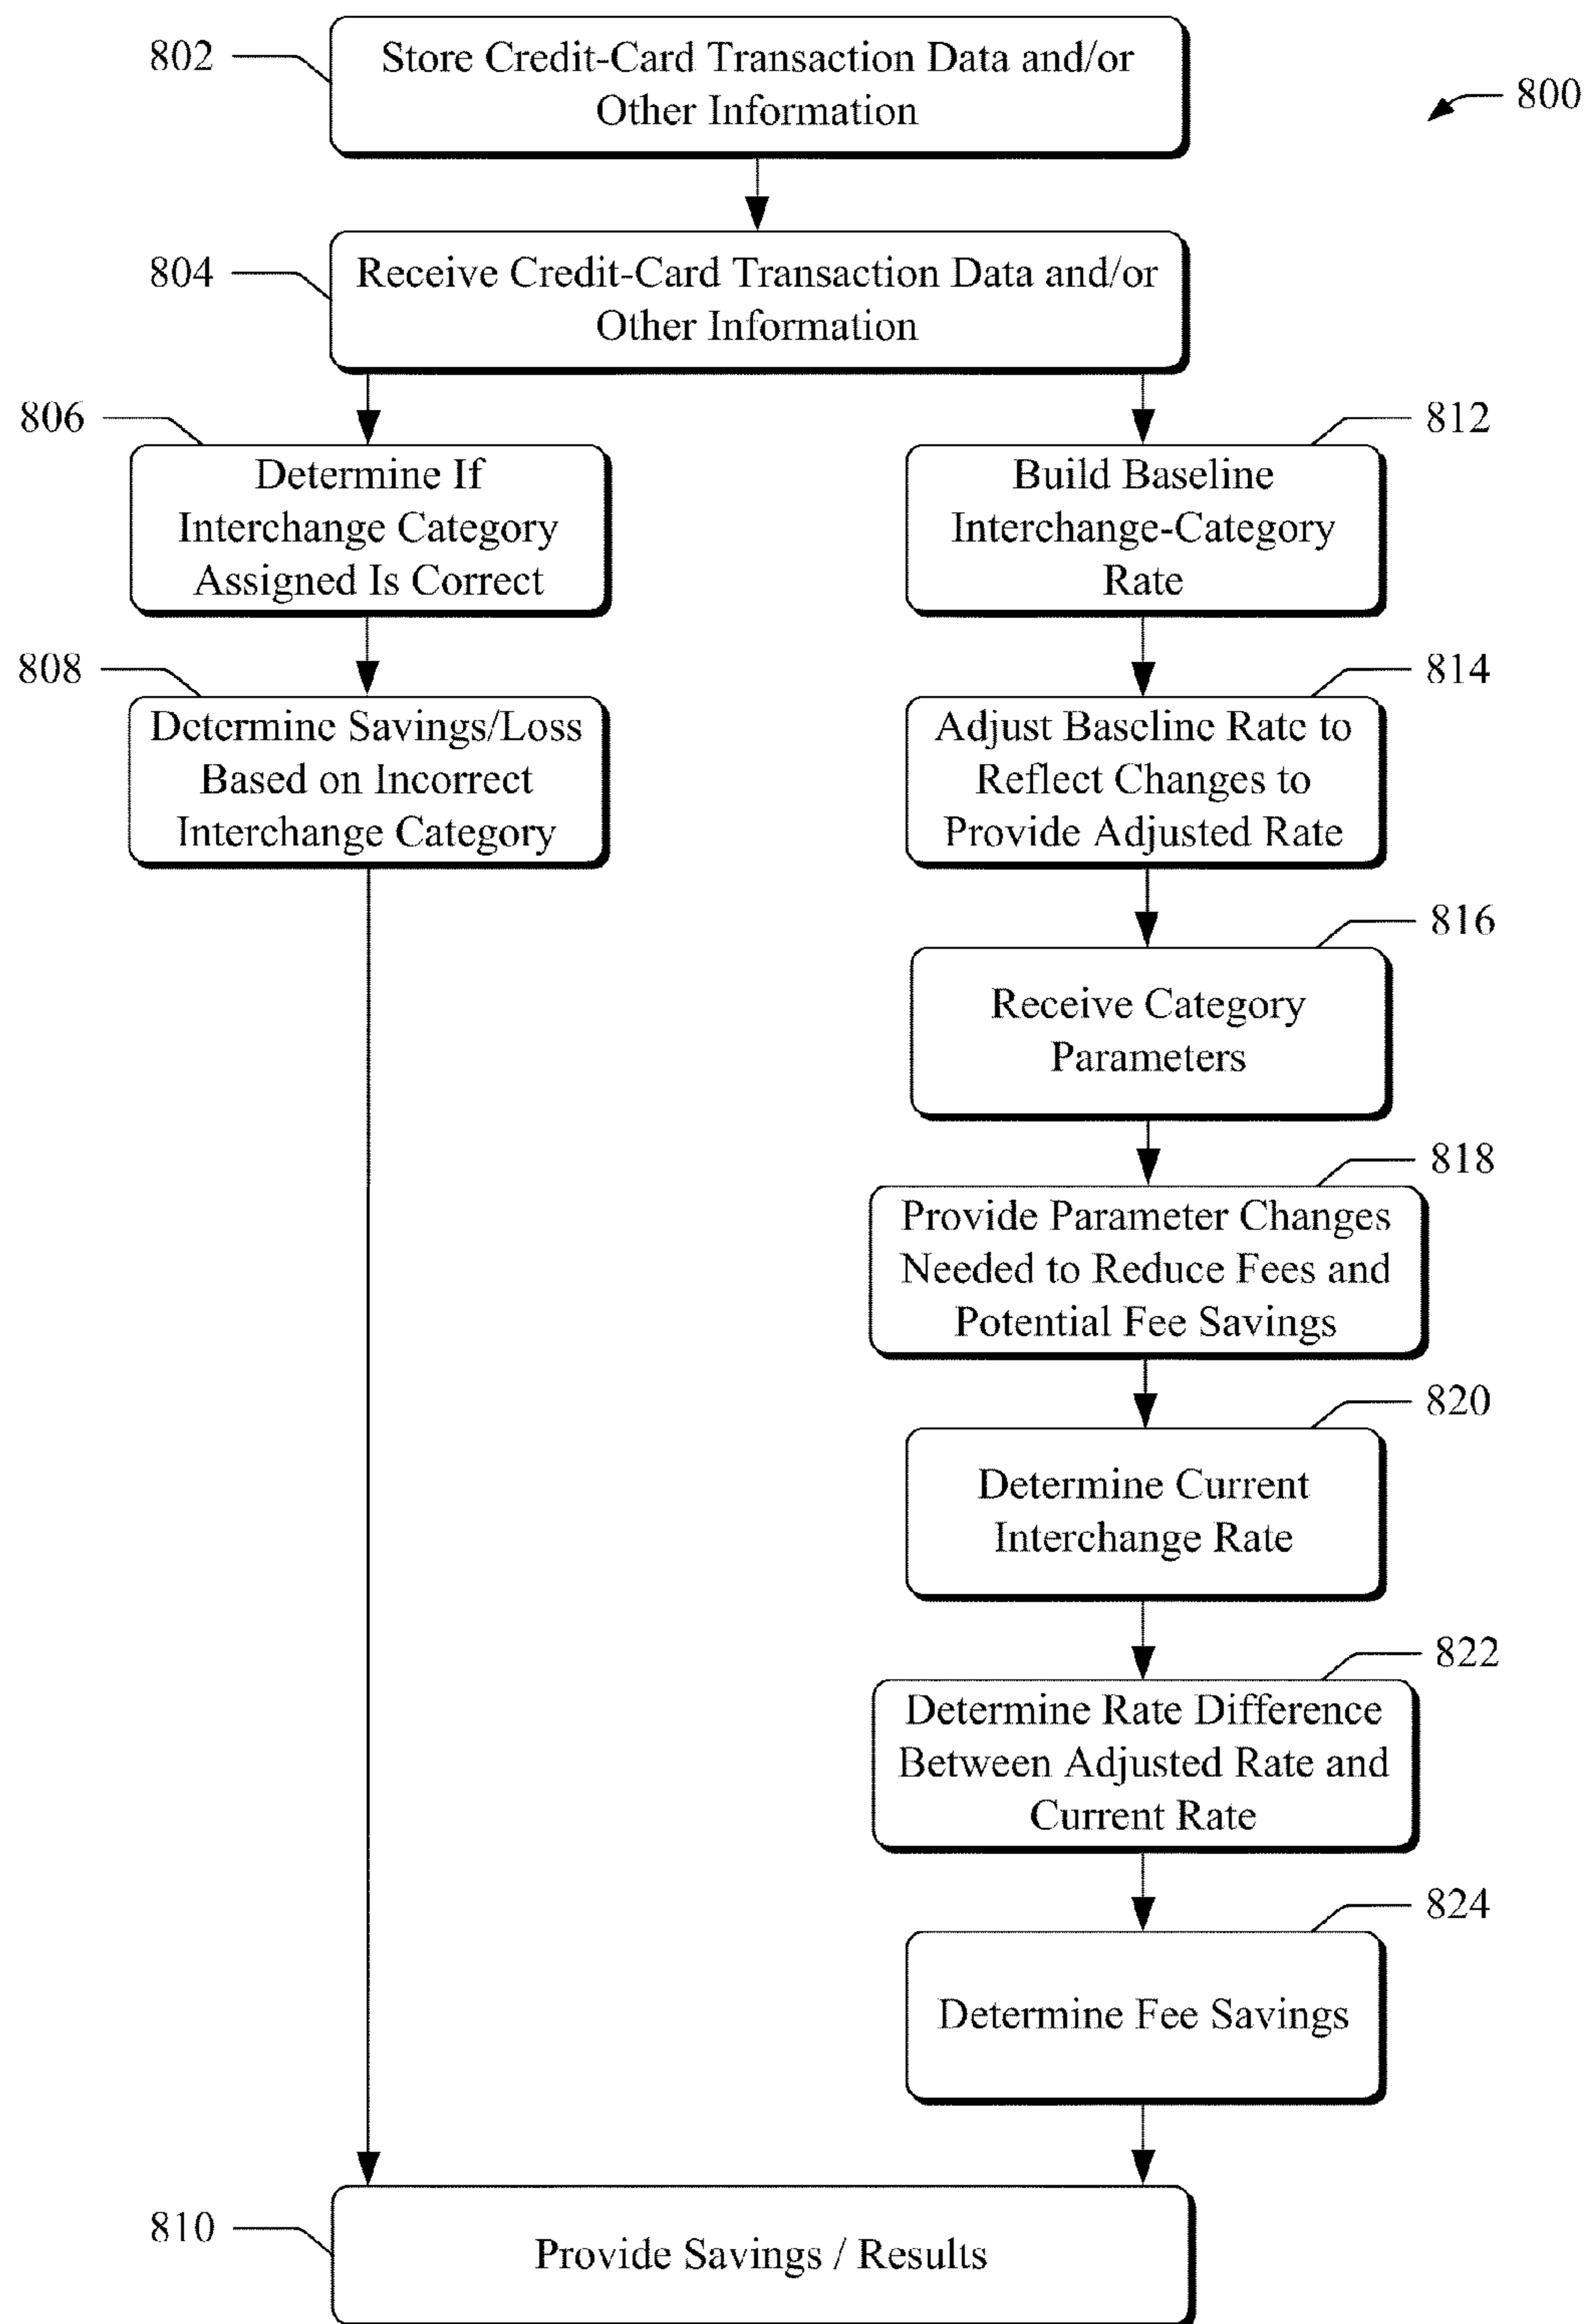 802
Store Credit-Card Transaction Data and/or
Other Information
800
804
Receive Credit-Card Transaction Data and/or
Other Information
806
Determine If
Interchange Category
Assigned Is Correct
808
Determine Savings/Loss
Based on Incorrect
Interchange Category
812
Build Baseline
Interchange-Category
Rate
814
Adjust Baseline Rate to
Reflect Changes to
Provide Adjusted Rate
816
Receive Category
Parameters
818
Provide Parameter Changes
Needed to Reduce Fees and
Potential Fee Savings
820
Determine Current
Interchange Rate
822
Determine Rate Difference
Between Adjusted Rate and
Current Rate
824
Determine Fee Savings
810
Provide Savings / Results